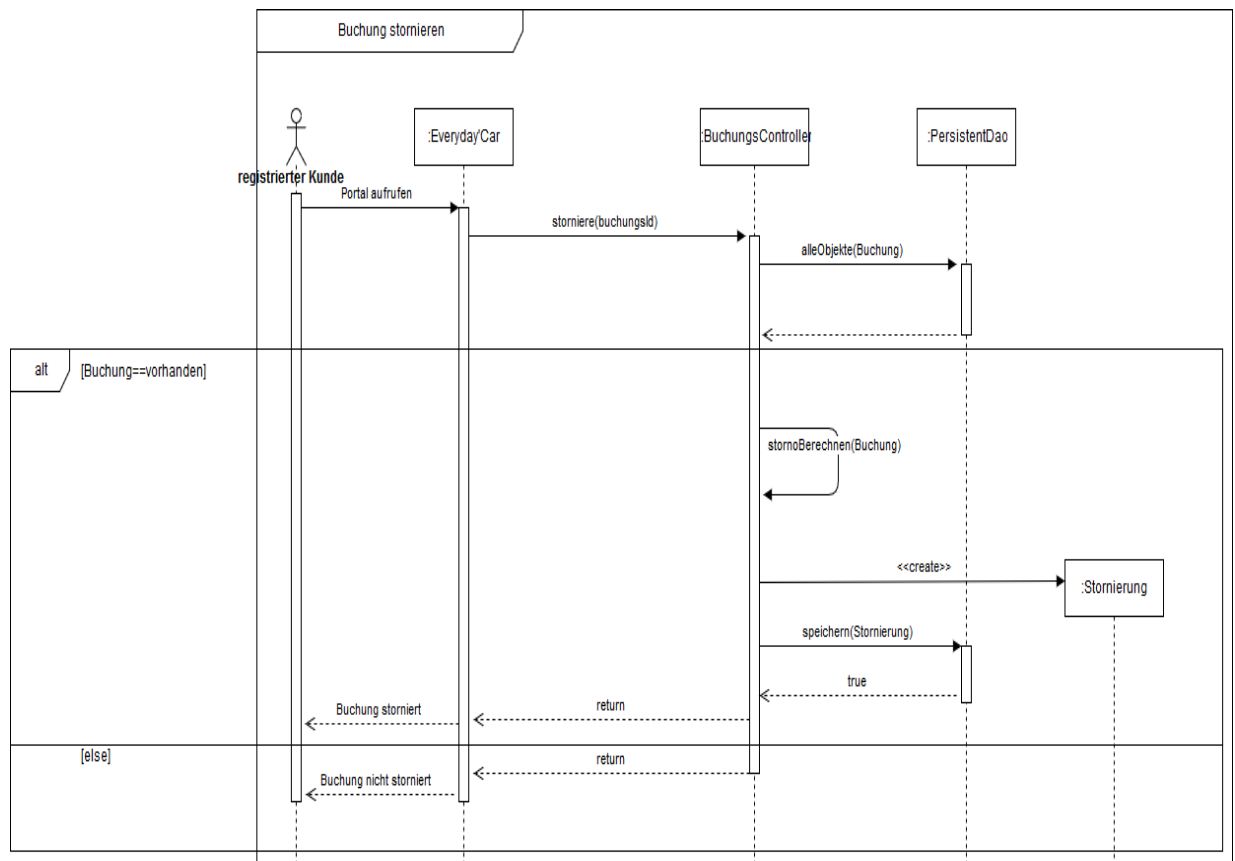 Buchung stornieren
:Everyday'Car
:BuchungsController
:PersistentDao
registrierter Kunde
Portal aufrufen
storniere(buchungsId)
alleObjekte(Buchung)
alt
[Buchung==vorhanden]
stornoBerechnen(Buchung)
<<create>>
:Stornierung
speichern(Stornierung)
true
return
Buchung storniert
[else]
return
Buchung nicht storniert